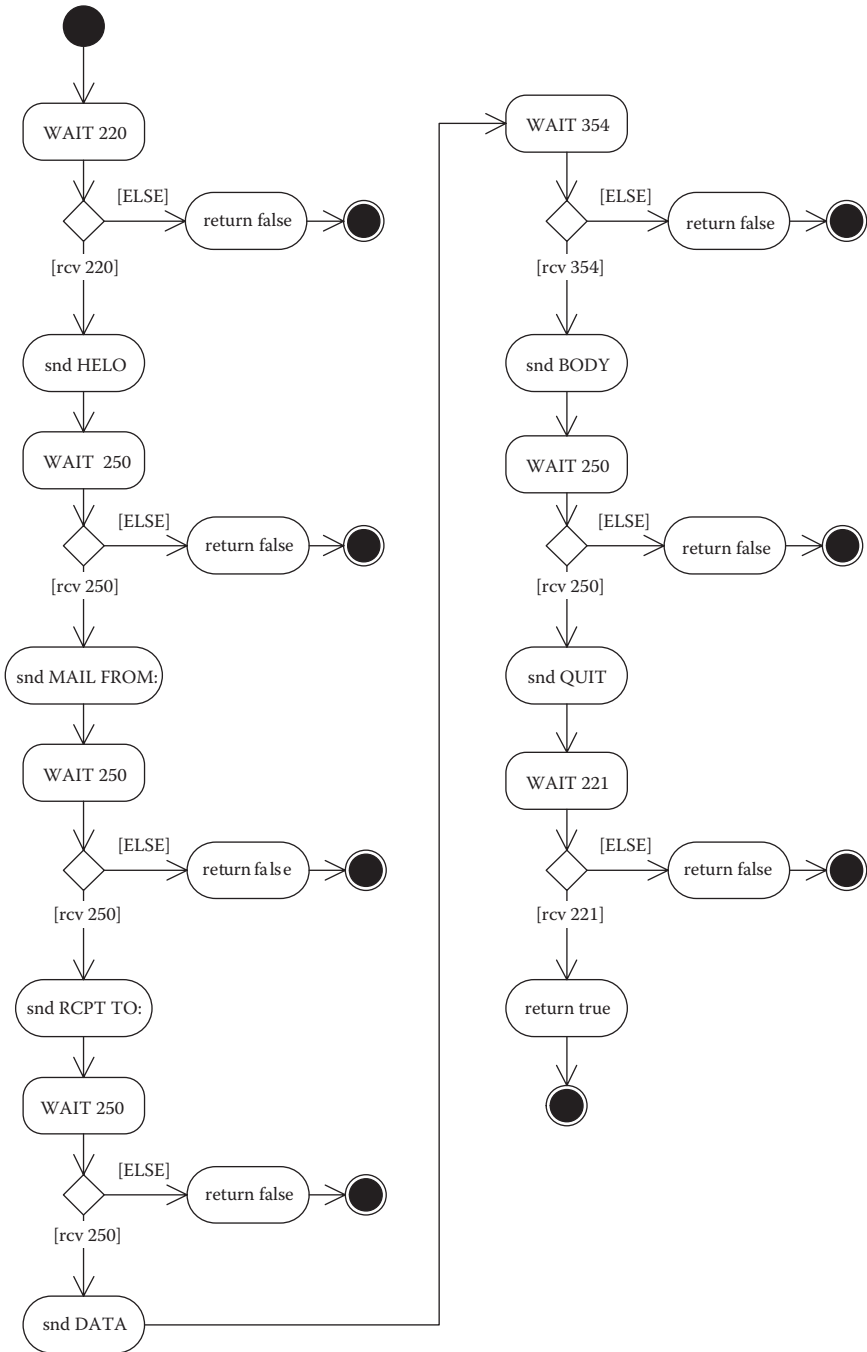 WAIT 220
[ELSE]
return false
[rcv 220]
snd HELO
WAIT 250
[ELSE]
return false
[rcv 250]
snd MAIL FROM:
WAIT 250
[ELSE]
return false
[rcv 250]
snd RCPT TO:
WAIT 250
[ELSE]
return false
[rcv 250]
snd DATA
WAIT 354
[ELSE]
return false
[rcv 354]
snd BODY
WAIT 250
[ELSE]
return false
[rcv 250]
snd QUIT
WAIT 221
[ELSE]
return false
[rcv 221]
return true